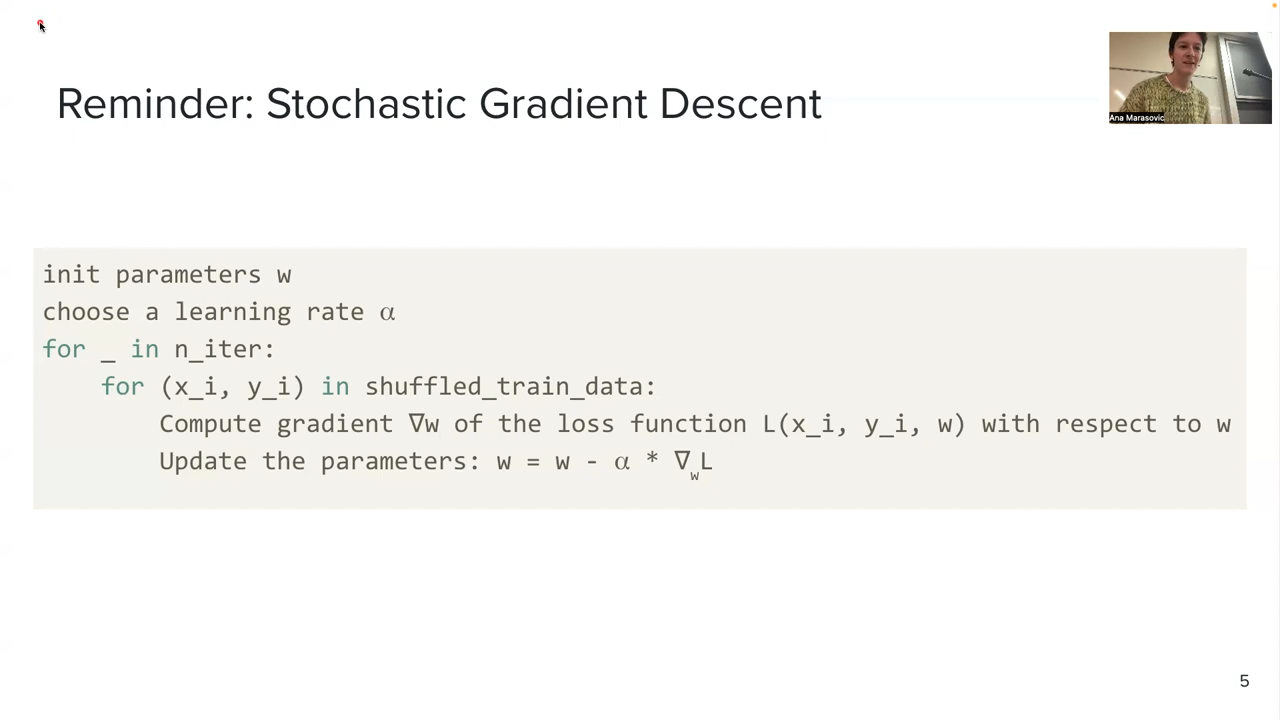 Reminder: Stochastic Gradient Descent
Ana Marasovic
init parameters w
choose a learning rate α
for _ in n_iter:
    for (x_i, y_i) in shuffled_train_data:
        Compute gradient ∇w of the loss function L(x_i, y_i, w) with respect to w
        Update the parameters: w = w - α * ∇wL
5